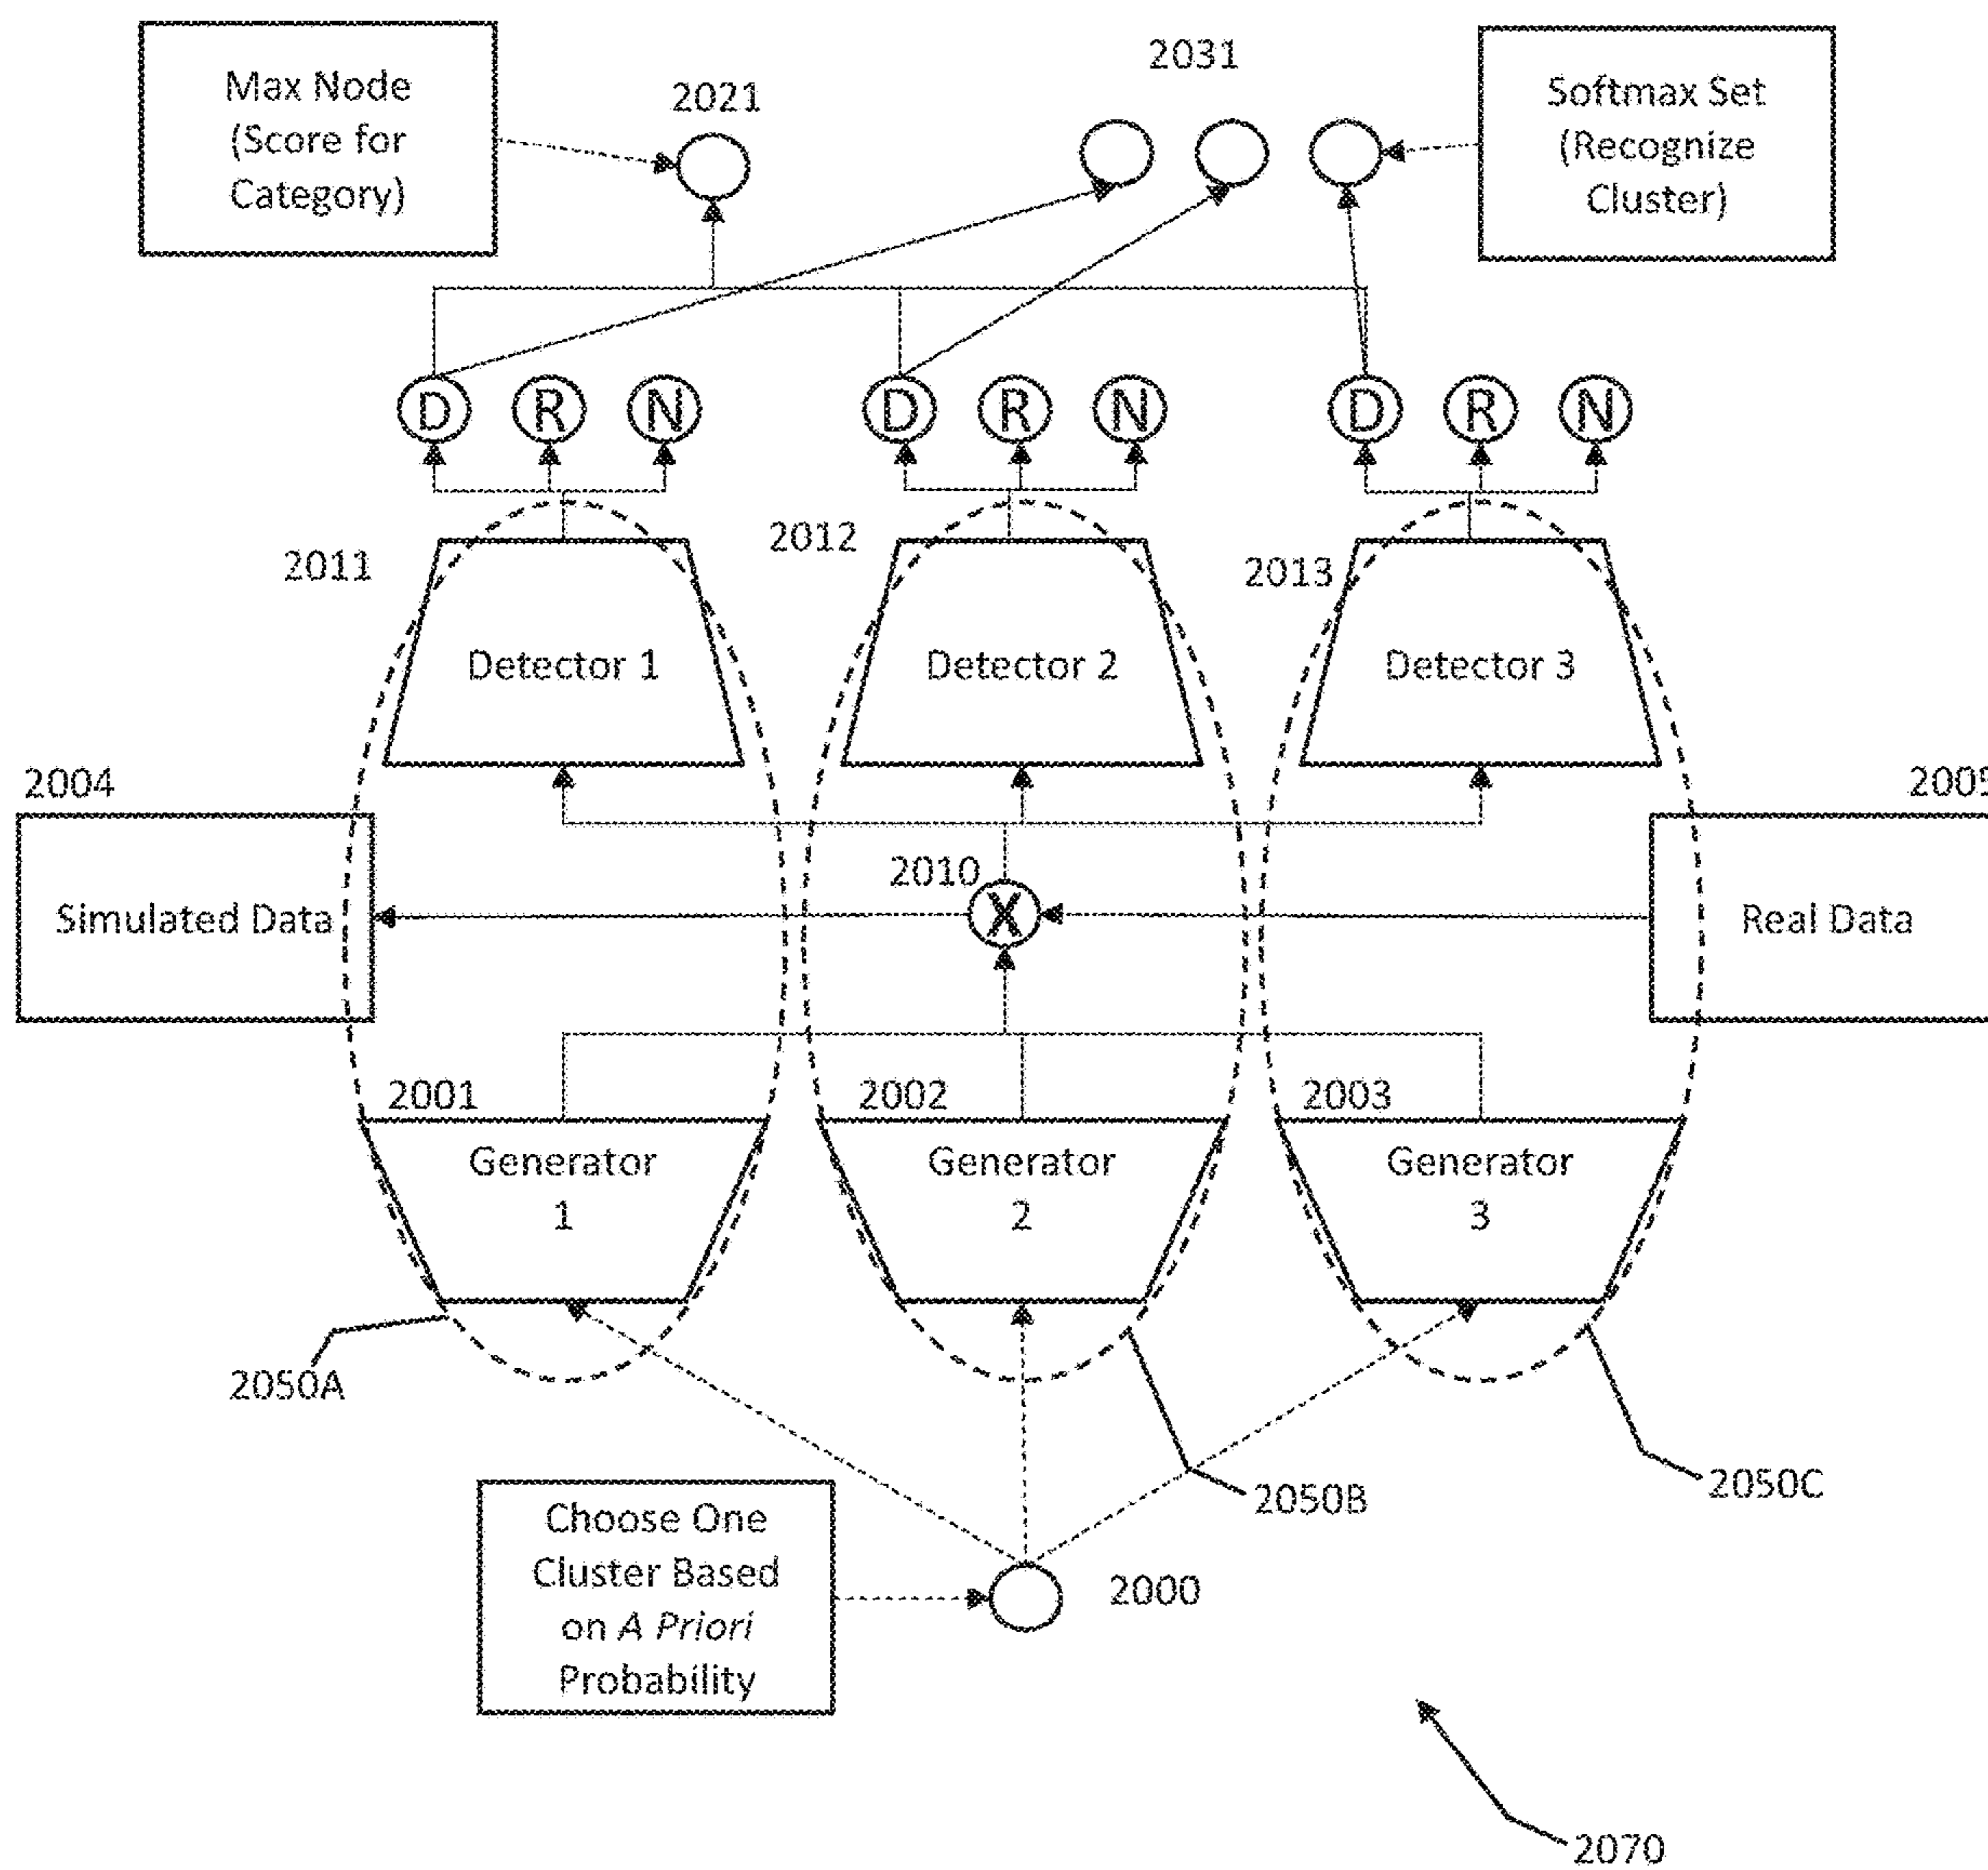 Max Node
(Score for
Category)
2021
2031
Softmax Set
(Recognize
Cluster)
D R N D R N D R N
2011
2012
2013
Detector 1
Detector 2
Detector 3
2004
2005
Simulated Data
2010
X
Real Data
2001
2002
2003
Generator
1
Generator
2
Generator
3
2050A
2050B
2050C
Choose One
Cluster Based
on A Priori
Probability
2000
2070